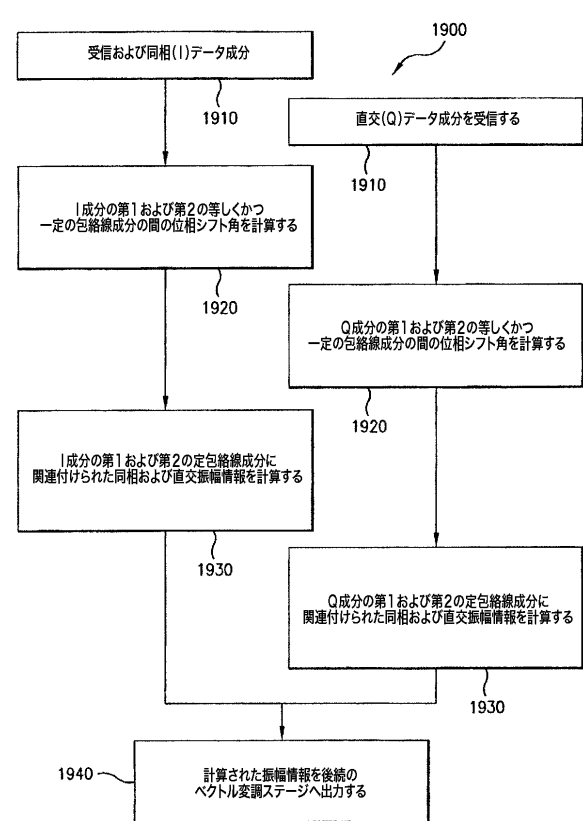 1900
受信および同相(I)データ成分
1910
直交(Q)データ成分を受信する
1910
I成分の第1および第2の等しくかつ
一定の包絡線成分の間の位相シフト角を計算する
1920
Q成分の第1および第2の等しくかつ
一定の包絡線成分の間の位相シフト角を計算する
1920
I成分の第1および第2の定包絡線成分に
関連付けられた同相および直交振幅情報を計算する
1930
Q成分の第1および第2の定包絡線成分に
関連付けられた同相および直交振幅情報を計算する
1930
1940
計算された振幅情報を後続の
ベクトル変調ステージへ出力する